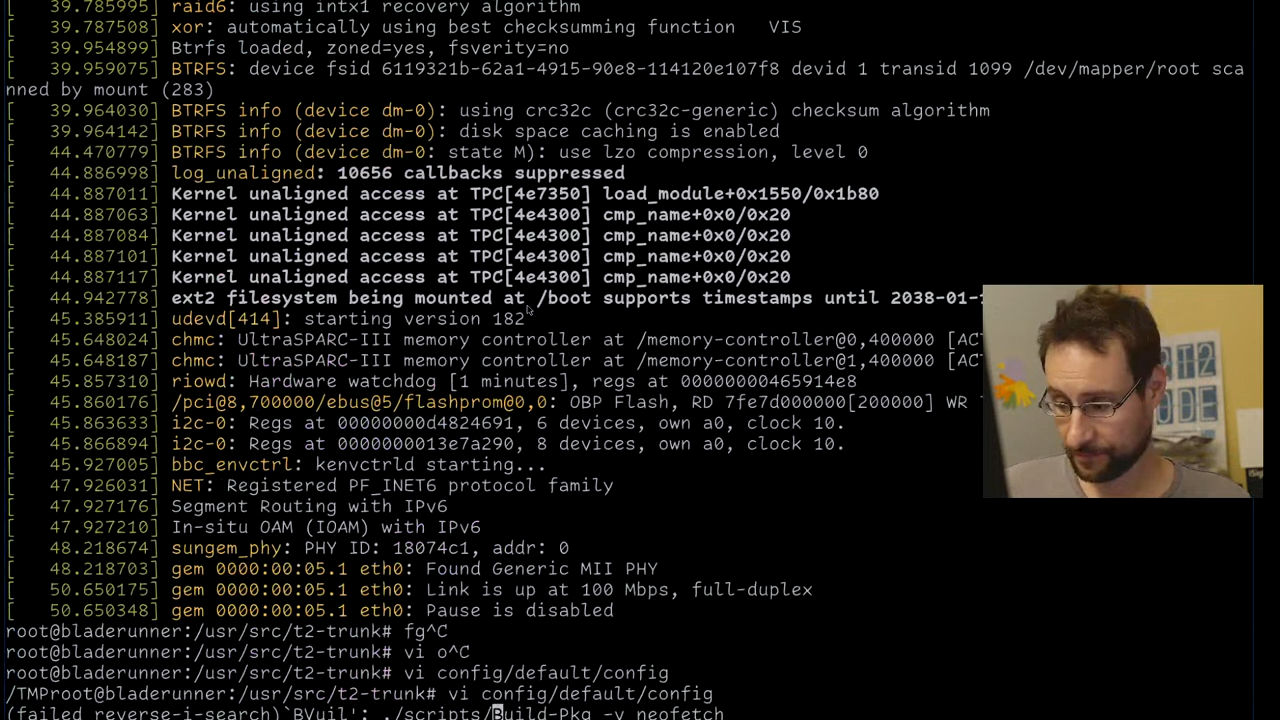 [   39.785995] raid6: using intx1 recovery algorithm
[   39.787508] xor: automatically using best checksumming function   VIS
[   39.954899] Btrfs loaded, zoned=yes, fsverity=no
[   39.959075] BTRFS: device fsid 6119321b-62a1-4915-90e8-114120e107f8 devid 1 transid 1099 /dev/mapper/root sca
nned by mount (283)
[   39.964030] BTRFS info (device dm-0): using crc32c (crc32c-generic) checksum algorithm
[   39.964142] BTRFS info (device dm-0): disk space caching is enabled
[   44.470779] BTRFS info (device dm-0: state M): use lzo compression, level 0
[   44.886998] log_unaligned: 10656 callbacks suppressed
[   44.887011] Kernel unaligned access at TPC[4e7350] load_module+0x1550/0x1b80
[   44.887063] Kernel unaligned access at TPC[4e4300] cmp_name+0x0/0x20
[   44.887084] Kernel unaligned access at TPC[4e4300] cmp_name+0x0/0x20
[   44.887101] Kernel unaligned access at TPC[4e4300] cmp_name+0x0/0x20
[   44.887117] Kernel unaligned access at TPC[4e4300] cmp_name+0x0/0x20
[   44.942778] ext2 filesystem being mounted at /boot supports timestamps until 2038-01-
[   45.385911] udevd[414]: starting version 182
[   45.648024] chmc: UltraSPARC-III memory controller at /memory-controller@0,400000 [AC
[   45.648187] chmc: UltraSPARC-III memory controller at /memory-controller@1,400000 [AC
[   45.857310] riowd: Hardware watchdog [1 minutes], regs at 00000000465914e8
[   45.860176] /pci@8,700000/ebus@5/flashprom@0,0: OBP Flash, RD 7fe7d000000[200000] WR
[   45.863633] i2c-0: Regs at 00000000d4824691, 6 devices, own a0, clock 10.
[   45.866894] i2c-0: Regs at 0000000013e7a290, 8 devices, own a0, clock 10.
[   45.927005] bbc_envctrl: kenvctrld starting...
[   47.926031] NET: Registered PF_INET6 protocol family
[   47.927176] Segment Routing with IPv6
[   47.927210] In-situ OAM (IOAM) with IPv6
[   48.218674] sungem_phy: PHY ID: 18074c1, addr: 0
[   48.218703] gem 0000:00:05.1 eth0: Found Generic MII PHY
[   50.650175] gem 0000:00:05.1 eth0: Link is up at 100 Mbps, full-duplex
[   50.650348] gem 0000:00:05.1 eth0: Pause is disabled
root@bladerunner:/usr/src/t2-trunk# fg^C
root@bladerunner:/usr/src/t2-trunk# vi o^C
root@bladerunner:/usr/src/t2-trunk# vi config/default/config
/TMProot@bladerunner:/usr/src/t2-trunk# vi config/default/config
(failed reverse-i-search)`BVuil': ./scripts/Build-Pkg -v neofetch